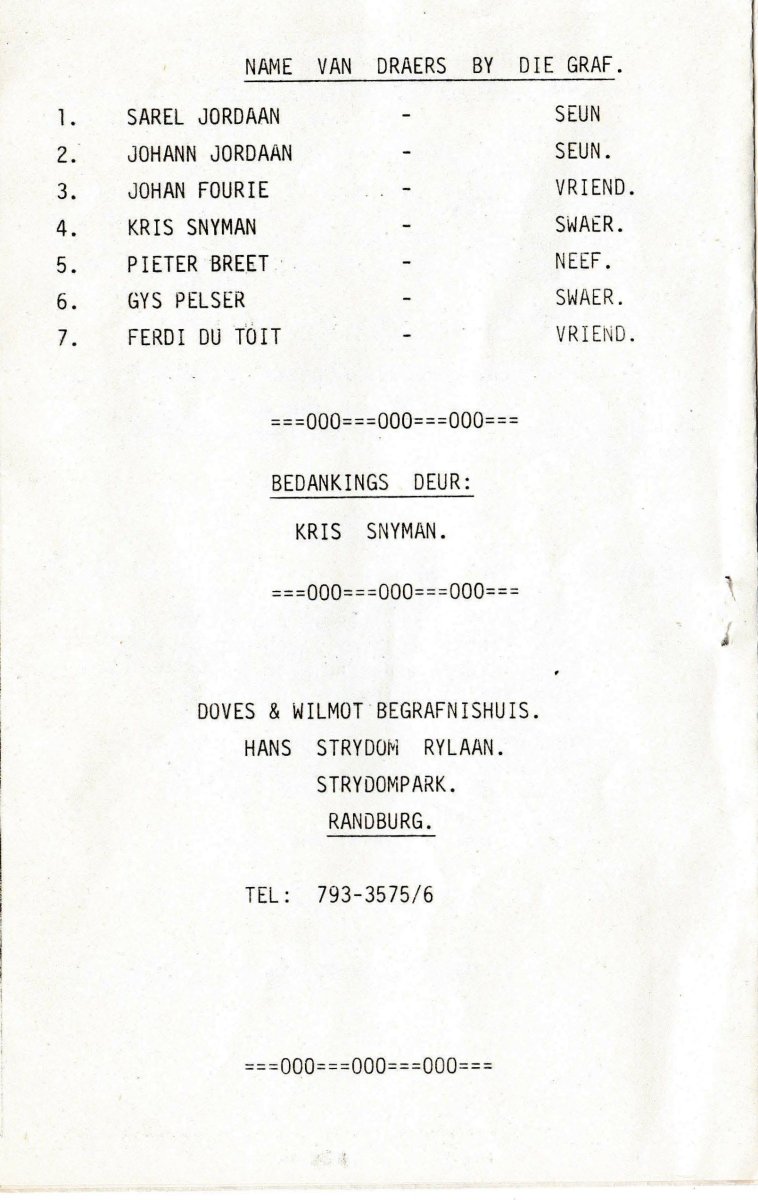 NAME VAN DRAERS BY DIE GRAF.
1. SAREL JORDAAN - SEUN
2. JOHANN JORDAAN - SEUN.
3. JOHAN FOURIE - VRIEND.
4. KRIS SNYMAN - SWAER.
5. PIETER BREET - NEEF.
6. GYS PELSER - SWAER.
7. FERDI DU TOIT - VRIEND.
===000===000===000===
BEDANKINGS DEUR:
KRIS SNYMAN.
===000===000===000===
DOVES & WILMOT BEGRAFNISHUIS.
HANS STRYDOM RYLAAN.
STRYDOMPARK.
RANDBURG.
TEL: 793-3575/6
===000===000===000===